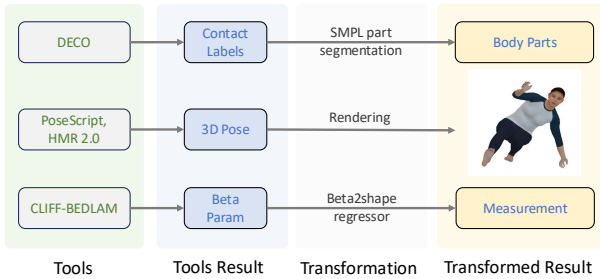 DECO
Contact
Labels
SMPL part
segmentation
Body Parts
PoseScript,
HMR 2.0
3D Pose
Rendering
CLIFF-BEDLAM
Beta
Param
Beta2shape
regressor
Measurement
Tools
Tools Result
Transformation
Transformed Result